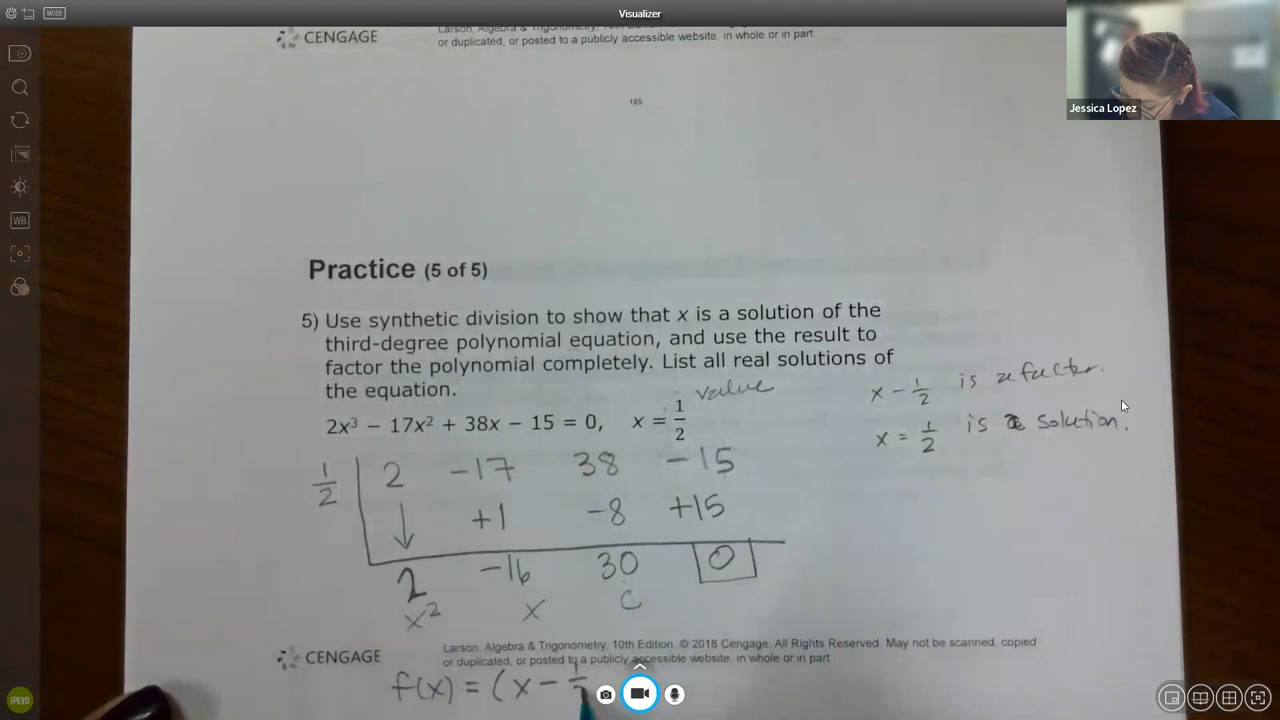 MODE
Visualizer
CENGAGE
Larson, Algebra & Trigonometry, 10th
or duplicated, or posted to a publicly accessible website, in whole or in part.
Jessica Lopez
105
WB
Practice (5 of 5)
5) Use synthetic division to show that x is a solution of the
third-degree polynomial equation, and use the result to
factor the polynomial completely. List all real solutions of
the equation.
value
2x³ − 17x² + 38x − 15 = 0, x = 1/2
x − 1/2 is a factor.
x = 1/2 is a solution.
1/2 2 -17 38 -15
↓ +1 -8 +15
2 -16 30 0
x² x c
CENGAGE
Larson, Algebra & Trigonometry, 10th Edition. © 2018 Cengage. All Rights Reserved. May not be scanned, copied
or duplicated, or posted to a publicly accessible website, in whole or in part
f(x) = (x − 1/2
IPEVO